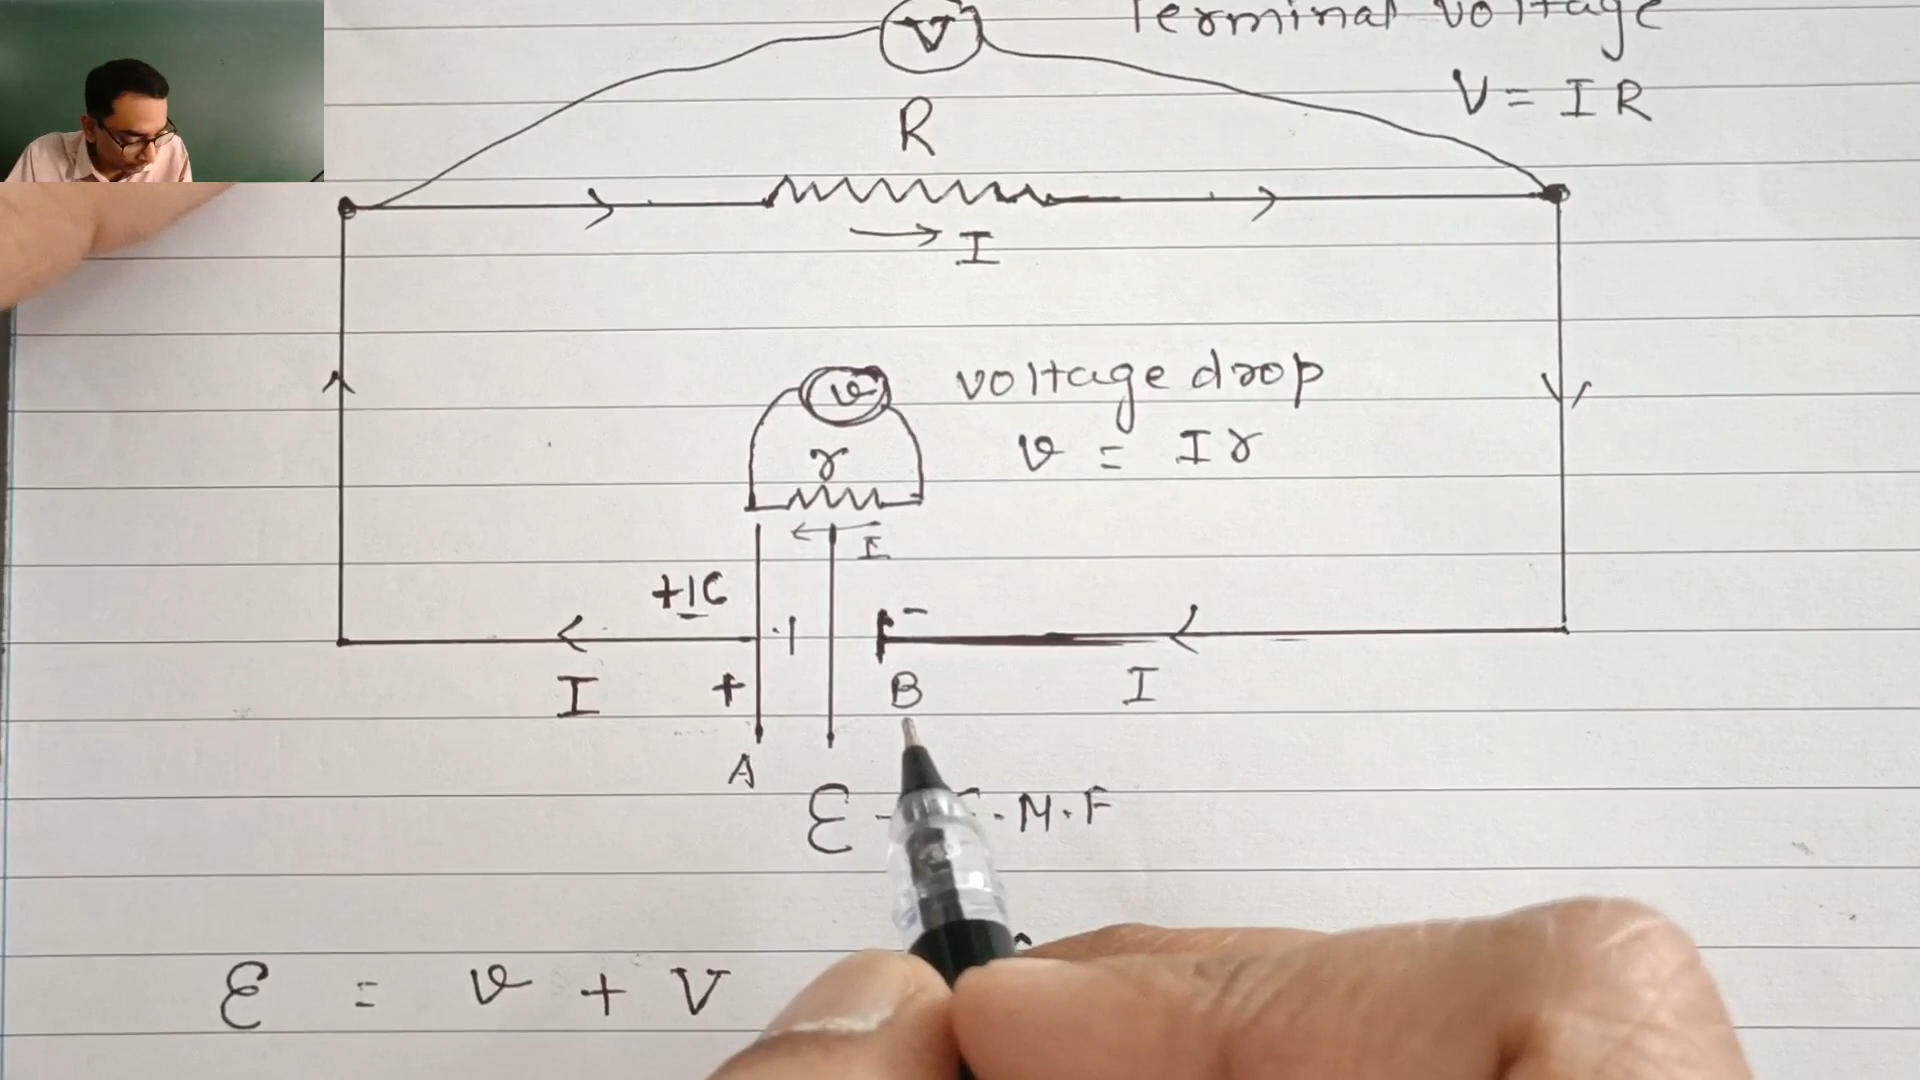 V Terminal voltage
V = I R
R
I
v voltage drop
r
v = I r
I
+1C
-
I + B I
A
ε - . M . F
ε = v + V